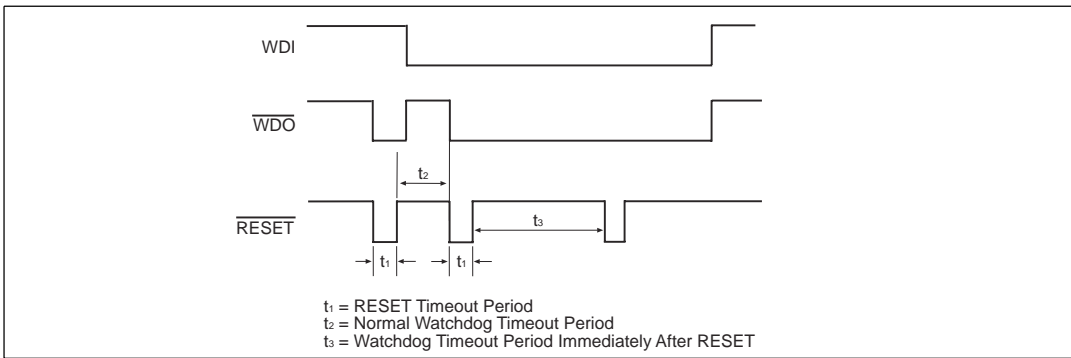 WDI
WDO
t₂
RESET
t₃
t₁ t₁
t₁ = RESET Timeout Period
t₂ = Normal Watchdog Timeout Period
t₃ = Watchdog Timeout Period Immediately After RESET